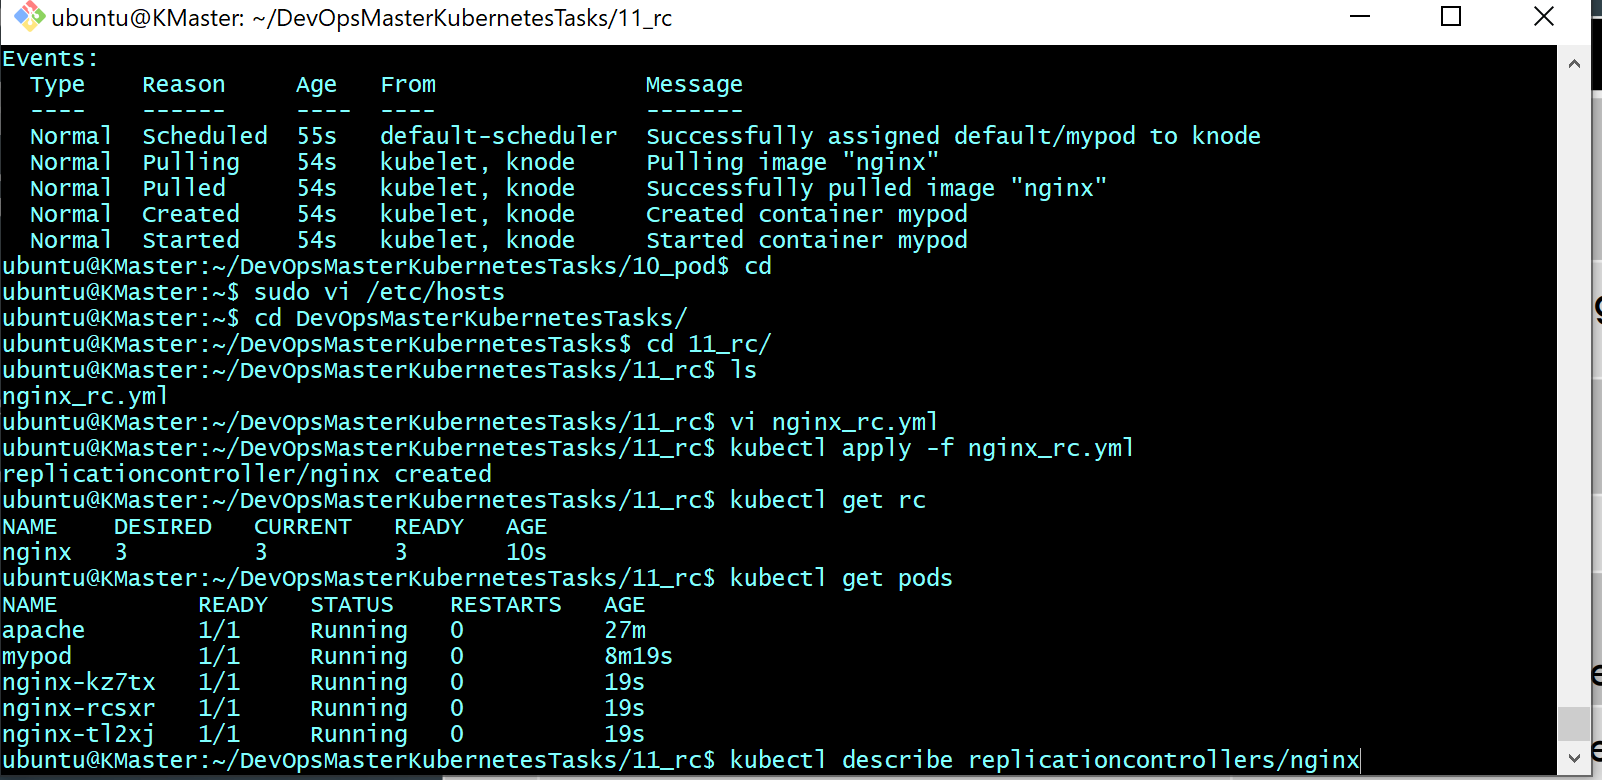 ubuntu@KMaster: ~/DevOpsMasterKubernetesTasks/11_rc
Events:
  Type    Reason     Age   From               Message
  ----    ------     ----  ----               -------
  Normal  Scheduled  55s   default-scheduler  Successfully assigned default/mypod to knode
  Normal  Pulling    54s   kubelet, knode     Pulling image "nginx"
  Normal  Pulled     54s   kubelet, knode     Successfully pulled image "nginx"
  Normal  Created    54s   kubelet, knode     Created container mypod
  Normal  Started    54s   kubelet, knode     Started container mypod
ubuntu@KMaster:~/DevOpsMasterKubernetesTasks/10_pod$ cd
ubuntu@KMaster:~$ sudo vi /etc/hosts
ubuntu@KMaster:~$ cd DevOpsMasterKubernetesTasks/
ubuntu@KMaster:~/DevOpsMasterKubernetesTasks$ cd 11_rc/
ubuntu@KMaster:~/DevOpsMasterKubernetesTasks/11_rc$ ls
nginx_rc.yml
ubuntu@KMaster:~/DevOpsMasterKubernetesTasks/11_rc$ vi nginx_rc.yml
ubuntu@KMaster:~/DevOpsMasterKubernetesTasks/11_rc$ kubectl apply -f nginx_rc.yml
replicationcontroller/nginx created
ubuntu@KMaster:~/DevOpsMasterKubernetesTasks/11_rc$ kubectl get rc
NAME    DESIRED   CURRENT   READY   AGE
nginx   3         3         3       10s
ubuntu@KMaster:~/DevOpsMasterKubernetesTasks/11_rc$ kubectl get pods
NAME          READY   STATUS    RESTARTS   AGE
apache        1/1     Running   0          27m
mypod         1/1     Running   0          8m19s
nginx-kz7tx   1/1     Running   0          19s
nginx-rcsxr   1/1     Running   0          19s
nginx-tl2xj   1/1     Running   0          19s
ubuntu@KMaster:~/DevOpsMasterKubernetesTasks/11_rc$ kubectl describe replicationcontrollers/nginx